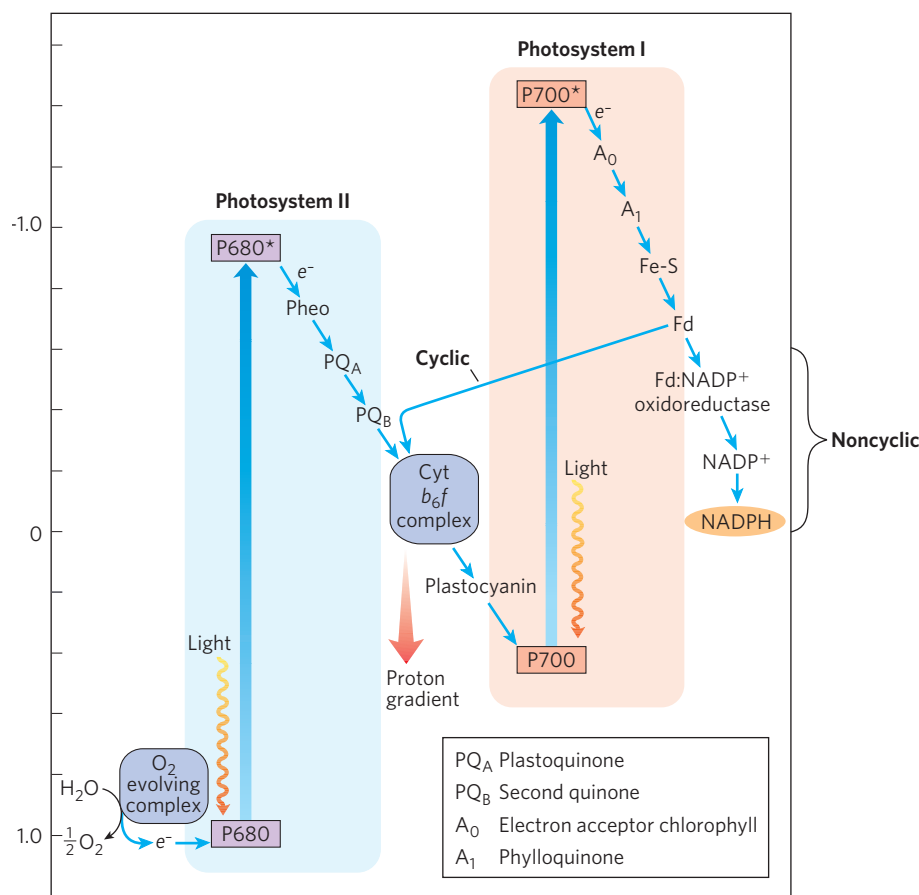 Photosystem I
P700*
e⁻
A₀
A₁
Fe-S
Fd
Fd:NADP⁺
oxidoreductase
NADP⁺
NADPH
Noncyclic
-1.0
0
1.0
Photosystem II
P680*
e⁻
Pheo
PQ_A
PQ_B
Cyclic
Cyt
b₆f
complex
Light
Plastocyanin
P700
Proton
gradient
Light
O₂
evolving
complex
H₂O
½O₂
e⁻
P680
PQ_A Plastoquinone
PQ_B Second quinone
A₀ Electron acceptor chlorophyll
A₁ Phylloquinone